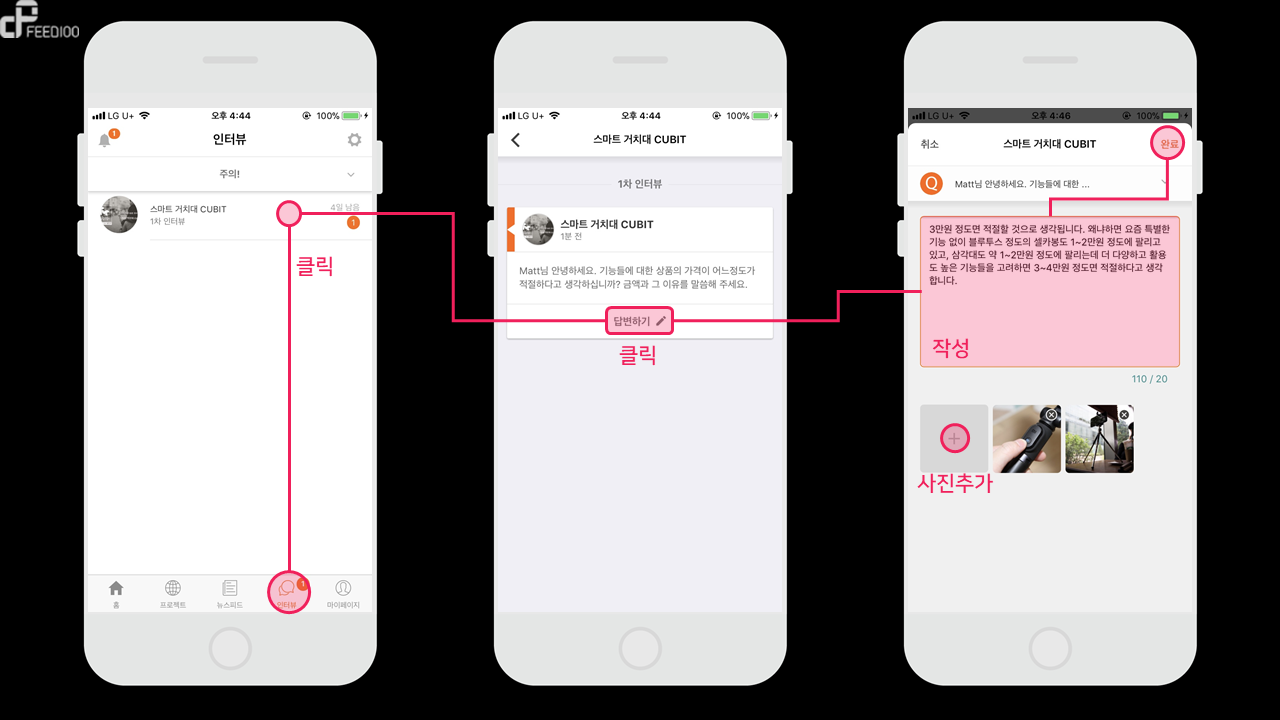 FEED100
LG U+
오후 4:44
100%
1
인터뷰
주의!
스마트 거치대 CUBIT
1차 인터뷰
4일 남음
1
클릭
1
홈
프로젝트
뉴스피드
인터뷰
마이페이지
LG U+
오후 4:44
100%
스마트 거치대 CUBIT
1차 인터뷰
스마트 거치대 CUBIT
1분 전
Matt님 안녕하세요. 기능들에 대한 상품의 가격이 어느정도가
적절하다고 생각하십니까? 금액과 그 이유를 말씀해 주세요.
답변하기
클릭
LG U+
오후 4:46
100%
취소
스마트 거치대 CUBIT
완료
Q
Matt님 안녕하세요. 기능들에 대한 ...
3만원 정도면 적절할 것으로 생각됩니다. 왜냐하면 요즘 특별한
기능 없이 블루투스 정도의 셀카봉도 1~2만원 정도에 팔리고
있고, 삼각대도 약 1~2만원 정도에 팔리는데 더 다양하고 활용
도 높은 기능들을 고려하면 3~4만원 정도면 적절하다고 생각
합니다.
작성
110 / 20
사진추가